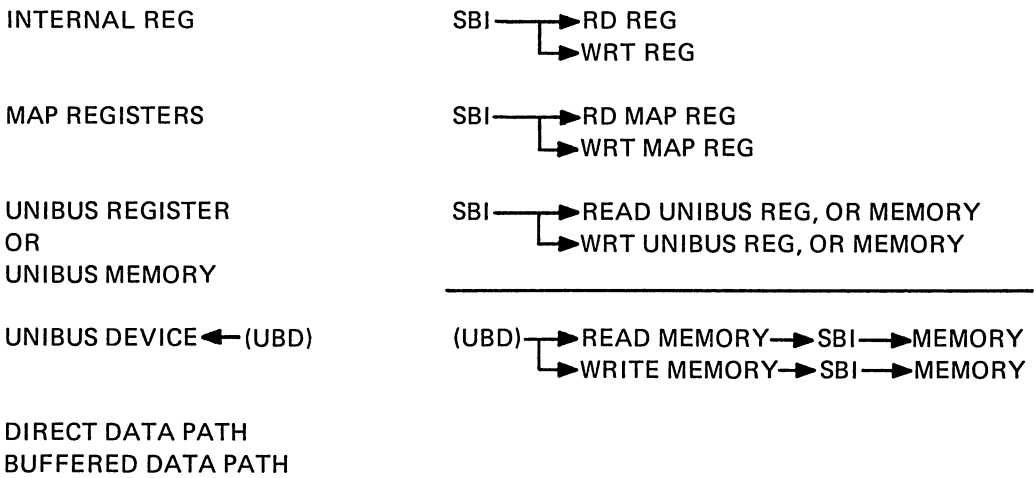 INTERNAL REG SBI RD REG
WRT REG
MAP REGISTERS SBI RD MAP REG
WRT MAP REG
UNIBUS REGISTER SBI READ UNIBUS REG, OR MEMORY
OR WRT UNIBUS REG, OR MEMORY
UNIBUS MEMORY
UNIBUS DEVICE (UBD) (UBD) READ MEMORY SBI MEMORY
WRITE MEMORY SBI MEMORY
DIRECT DATA PATH
BUFFERED DATA PATH